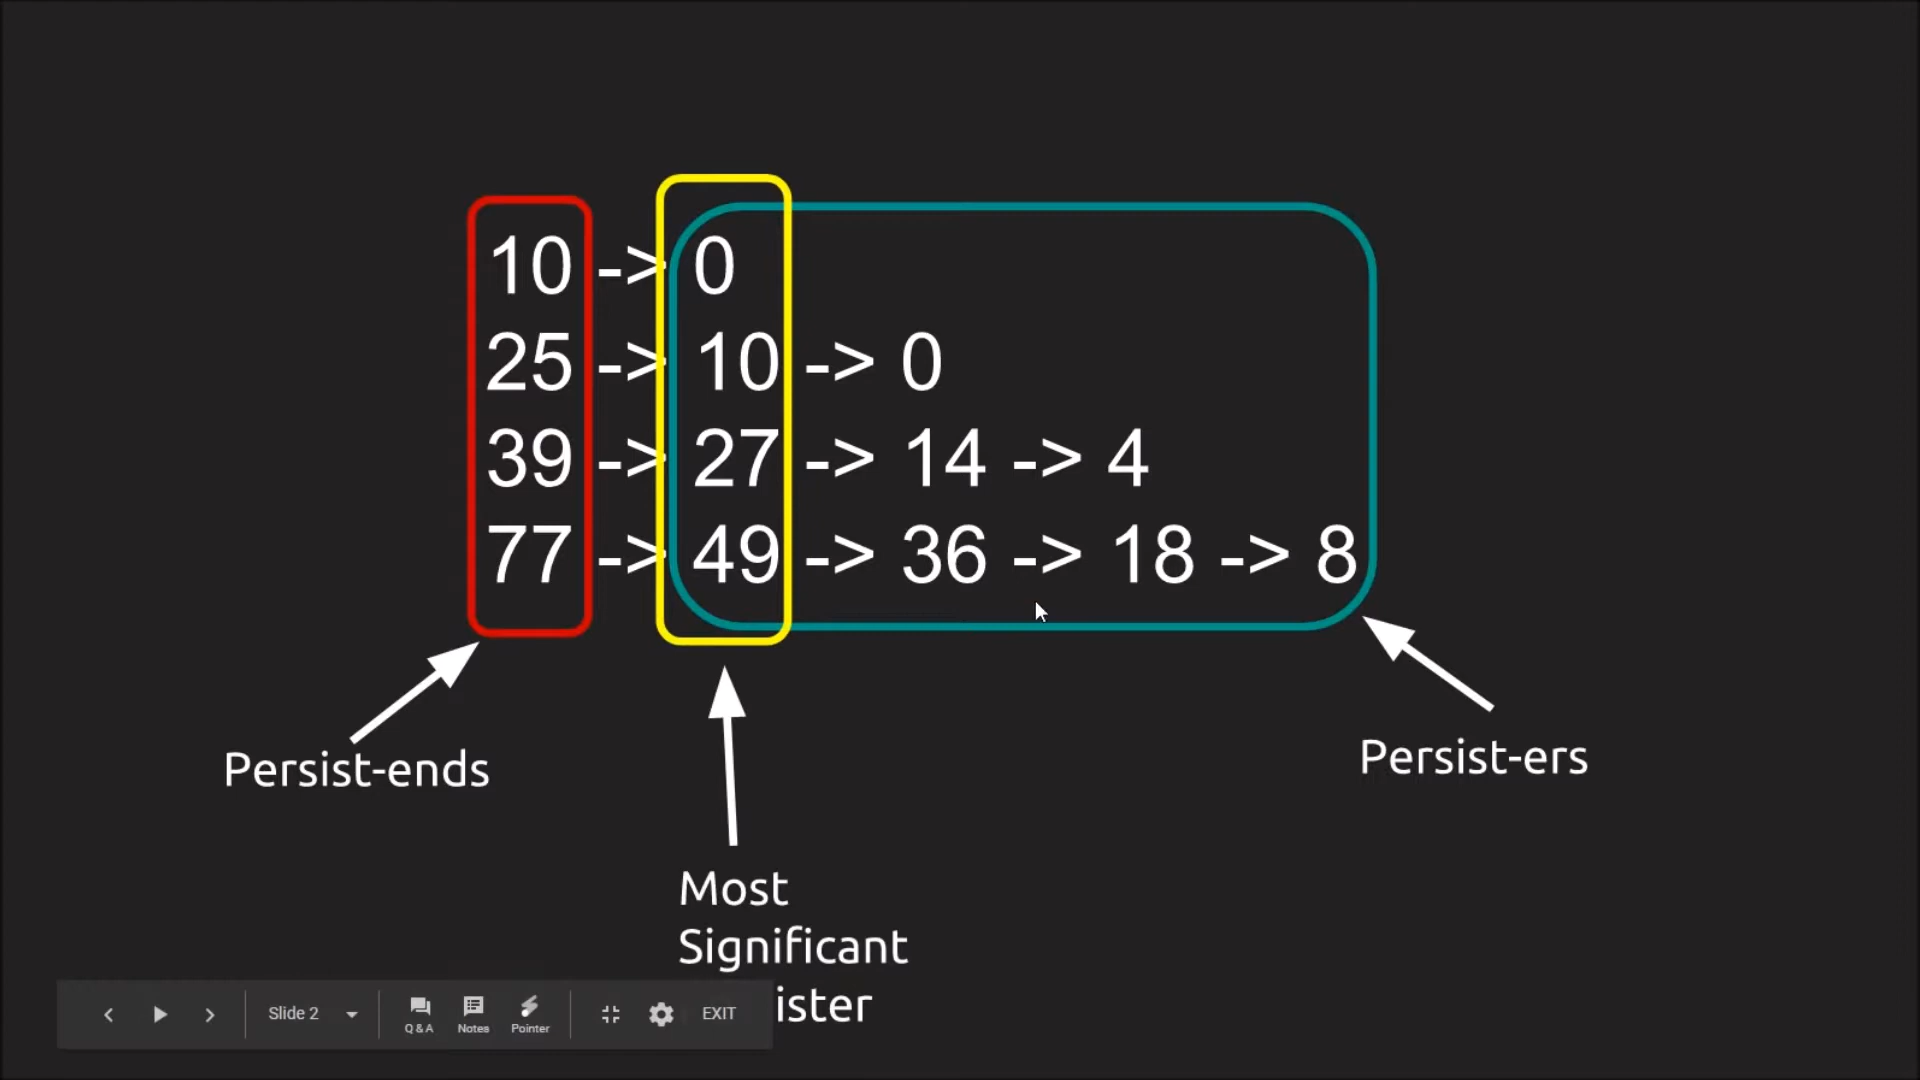 10 -> 0
25 -> 10 -> 0
39 -> 27 -> 14 -> 4
77 -> 49 -> 36 -> 18 -> 8
Persist-ends
Persist-ers
Most
Significant
ister
Slide 2
Q & A
Notes
Pointer
EXIT